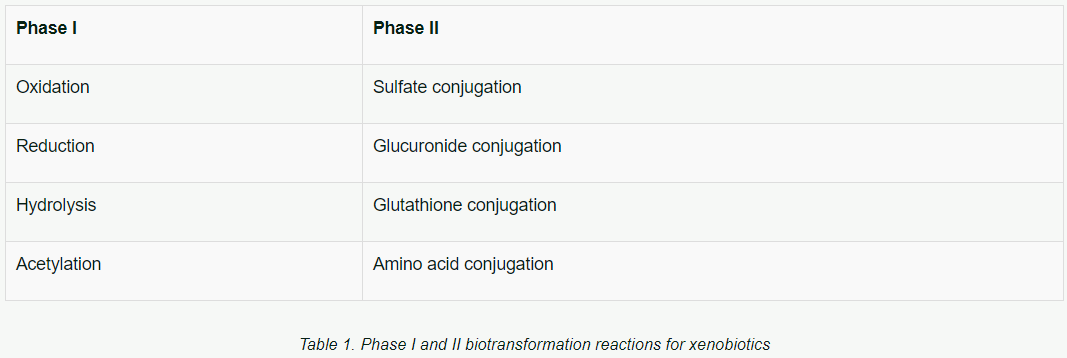 Phase I Phase II
Oxidation Sulfate conjugation
Reduction Glucuronide conjugation
Hydrolysis Glutathione conjugation
Acetylation Amino acid conjugation
Table 1. Phase I and II biotransformation reactions for xenobiotics